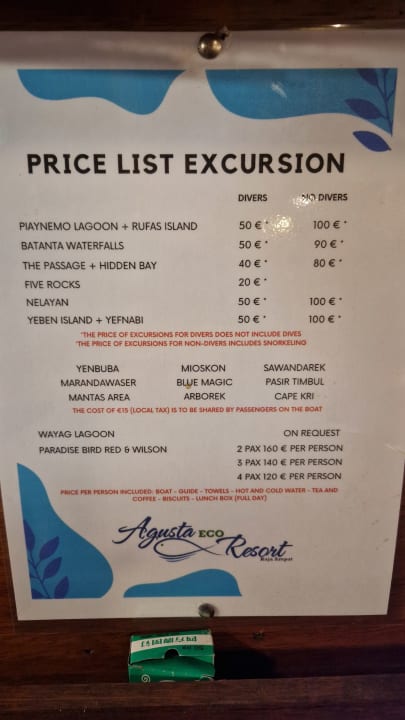 PRICE LIST EXCURSION
DIVERS NO DIVERS
PIAYNEMO LAGOON + RUFAS ISLAND 50 € * 100 € *
BATANTA WATERFALLS 50 € * 90 € *
THE PASSAGE + HIDDEN BAY 40 € * 80 € *
FIVE ROCKS 20 € *
NELAYAN 50 € * 100 € *
YEBEN ISLAND + YEFNABI 50 € * 100 € *
*THE PRICE OF EXCURSIONS FOR DIVERS DOES NOT INCLUDE DIVES
*THE PRICE OF EXCURSIONS FOR NON-DIVERS INCLUDES SNORKELING
YENBUBA MIOSKON SAWANDAREK
MARANDAWASER BLUE MAGIC PASIR TIMBUL
MANTAS AREA ARBOREK CAPE KRI
THE COST OF €15 (LOCAL TAX) IS TO BE SHARED BY PASSENGERS ON THE BOAT
WAYAG LAGOON ON REQUEST
PARADISE BIRD RED & WILSON 2 PAX 160 € PER PERSON
3 PAX 140 € PER PERSON
4 PAX 120 € PER PERSON
PRICE PER PERSON INCLUDED: BOAT - GUIDE - TOWELS - HOT AND COLD WATER - TEA AND
COFFEE - BISCUITS - LUNCH BOX (FULL DAY)
Agusta ECO
Resort
Raja Ampat